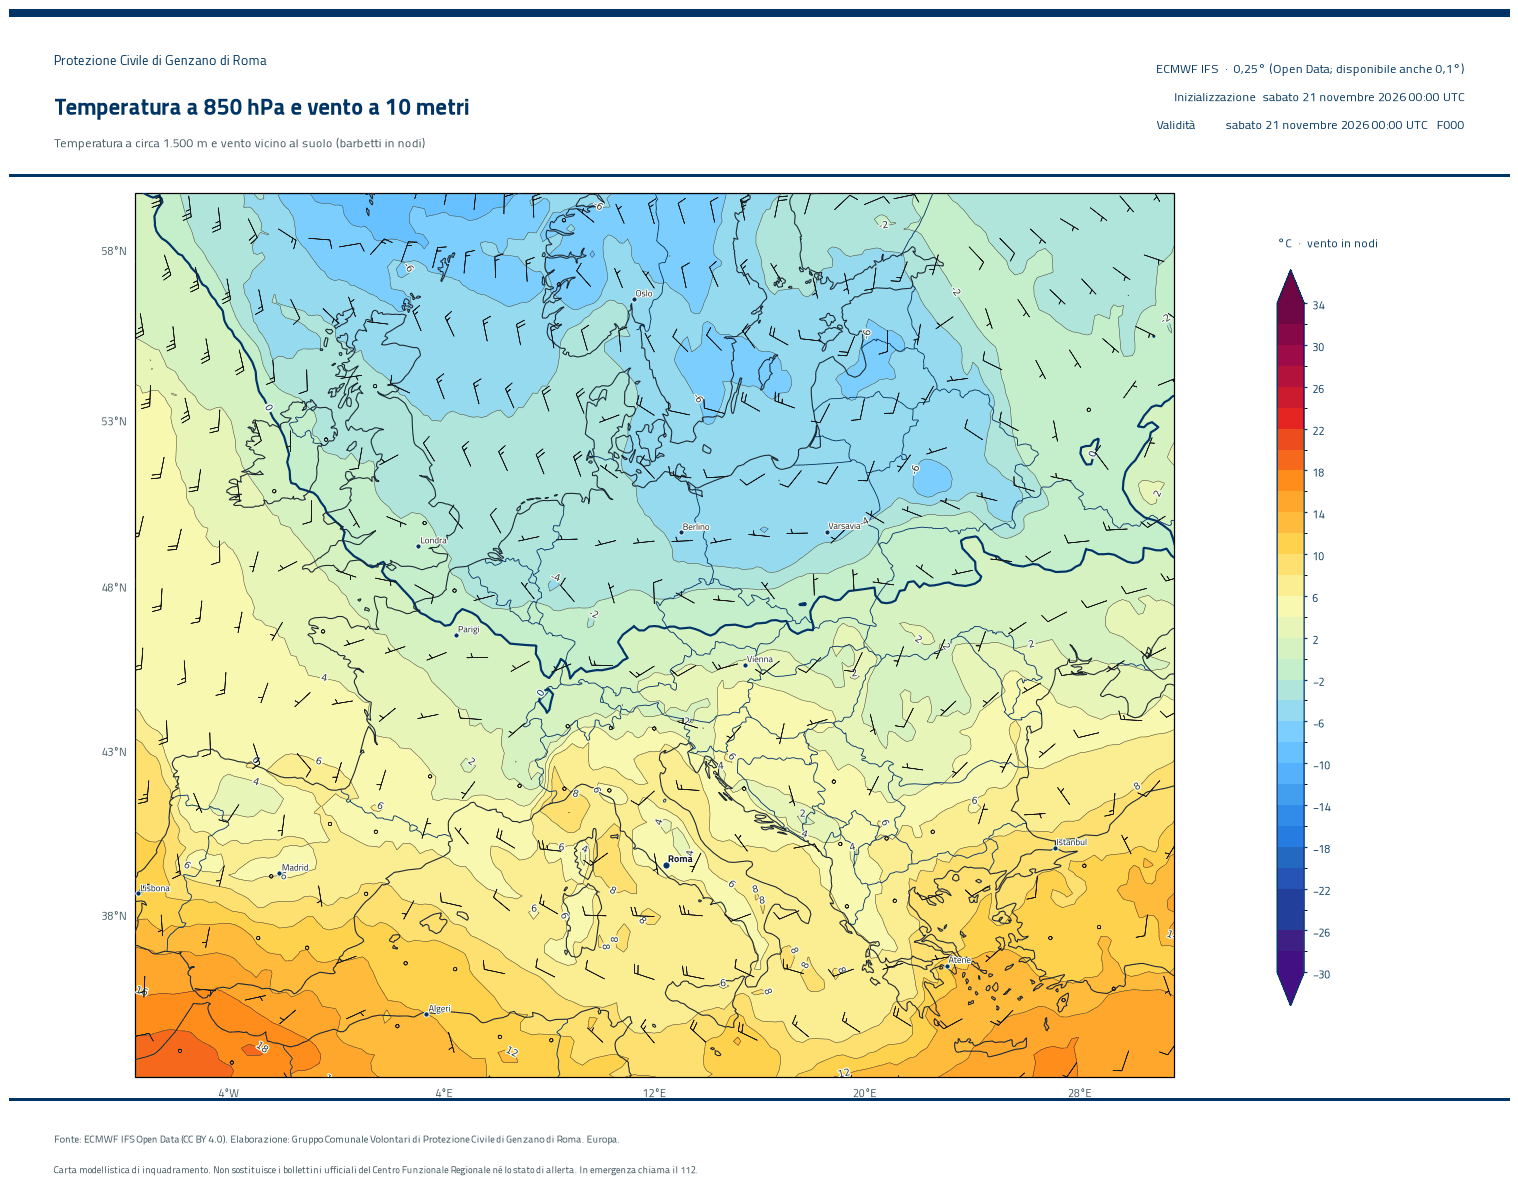 Protezione Civile di Genzano di Roma
Temperatura a 850 hPa e vento a 10 metri
Temperatura a circa 1.500 m e vento vicino al suolo (barbetti in nodi)
ECMWF IFS · 0,25° (Open Data; disponibile anche 0,1°)
Inizializzazione sabato 21 novembre 2026 00:00 UTC
Validità sabato 21 novembre 2026 00:00 UTC F000
°C · vento in nodi
34
30
26
22
18
14
10
6
2
−2
−6
−10
−14
−18
−22
−26
−30
58°N
53°N
48°N
43°N
38°N
4°W
4°E
12°E
20°E
28°E
Oslo
Londra
Berlino
Varsavia
Parigi
Vienna
Madrid
Lisbona
Roma
Istanbul
Atene
Algeri
Fonte: ECMWF IFS Open Data (CC BY 4.0). Elaborazione: Gruppo Comunale Volontari di Protezione Civile di Genzano di Roma. Europa.
Carta modellistica di inquadramento. Non sostituisce i bollettini ufficiali del Centro Funzionale Regionale né lo stato di allerta. In emergenza chiama il 112.